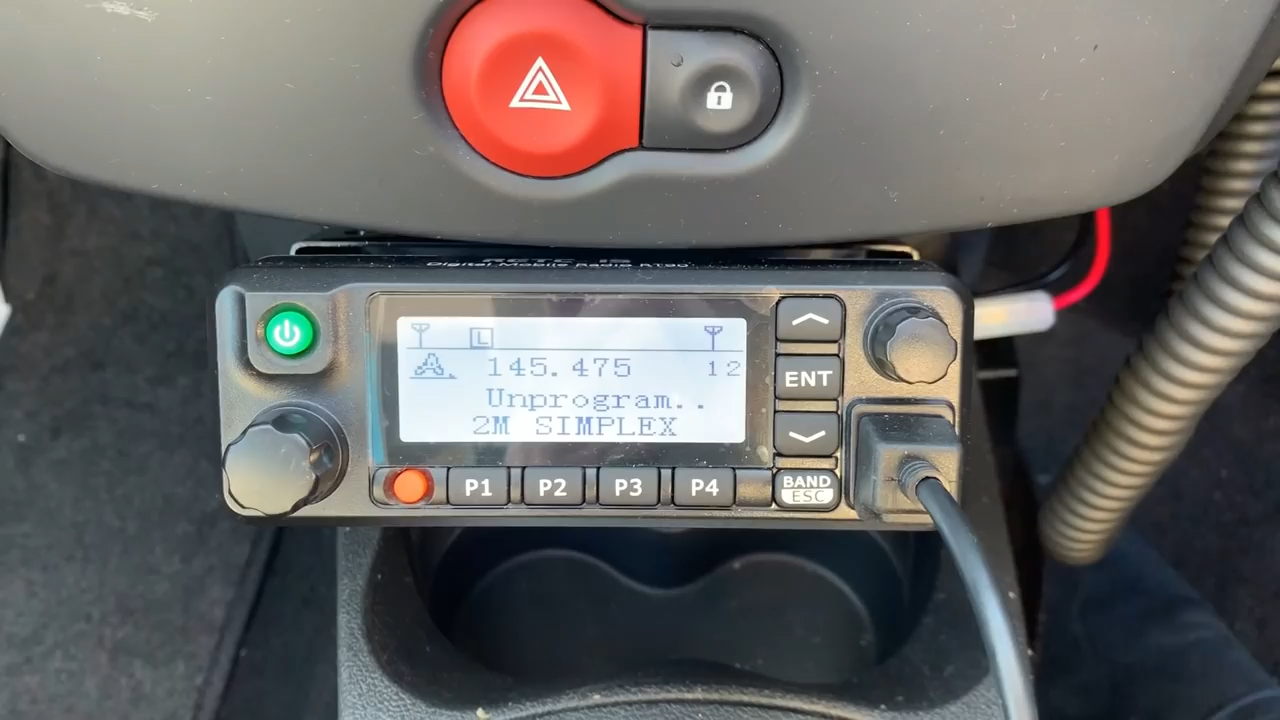 Digital Mobile Radio RT90
L
A 145.475 12
Unprogram..
2M SIMPLEX
ENT
P1 P2 P3 P4
BAND
ESC